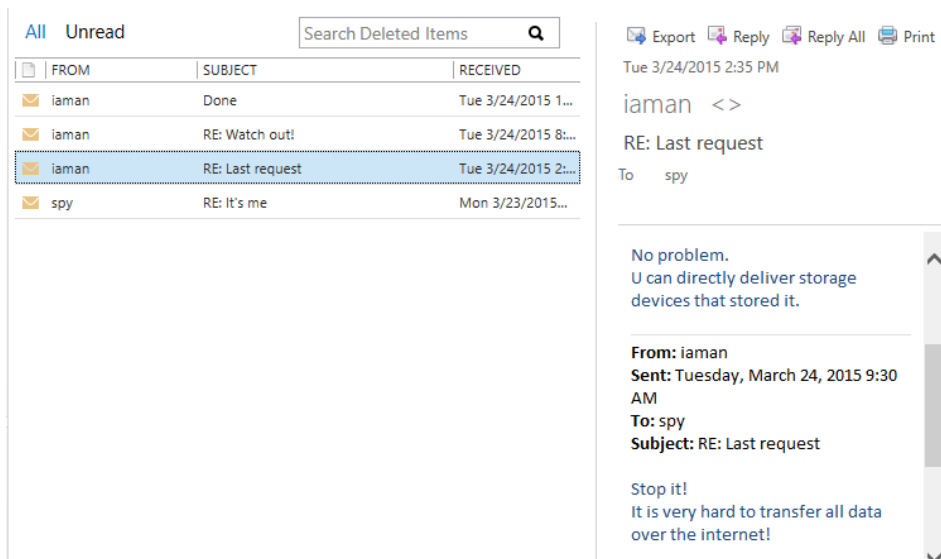 All Unread
Search Deleted Items
FROM SUBJECT RECEIVED
iaman Done Tue 3/24/2015 1...
iaman RE: Watch out! Tue 3/24/2015 8:...
iaman RE: Last request Tue 3/24/2015 2:...
spy RE: It's me Mon 3/23/2015...
Export Reply Reply All Print
Tue 3/24/2015 2:35 PM
iaman <>
RE: Last request
To spy
No problem.
U can directly deliver storage
devices that stored it.
From: iaman
Sent: Tuesday, March 24, 2015 9:30
AM
To: spy
Subject: RE: Last request
Stop it!
It is very hard to transfer all data
over the internet!